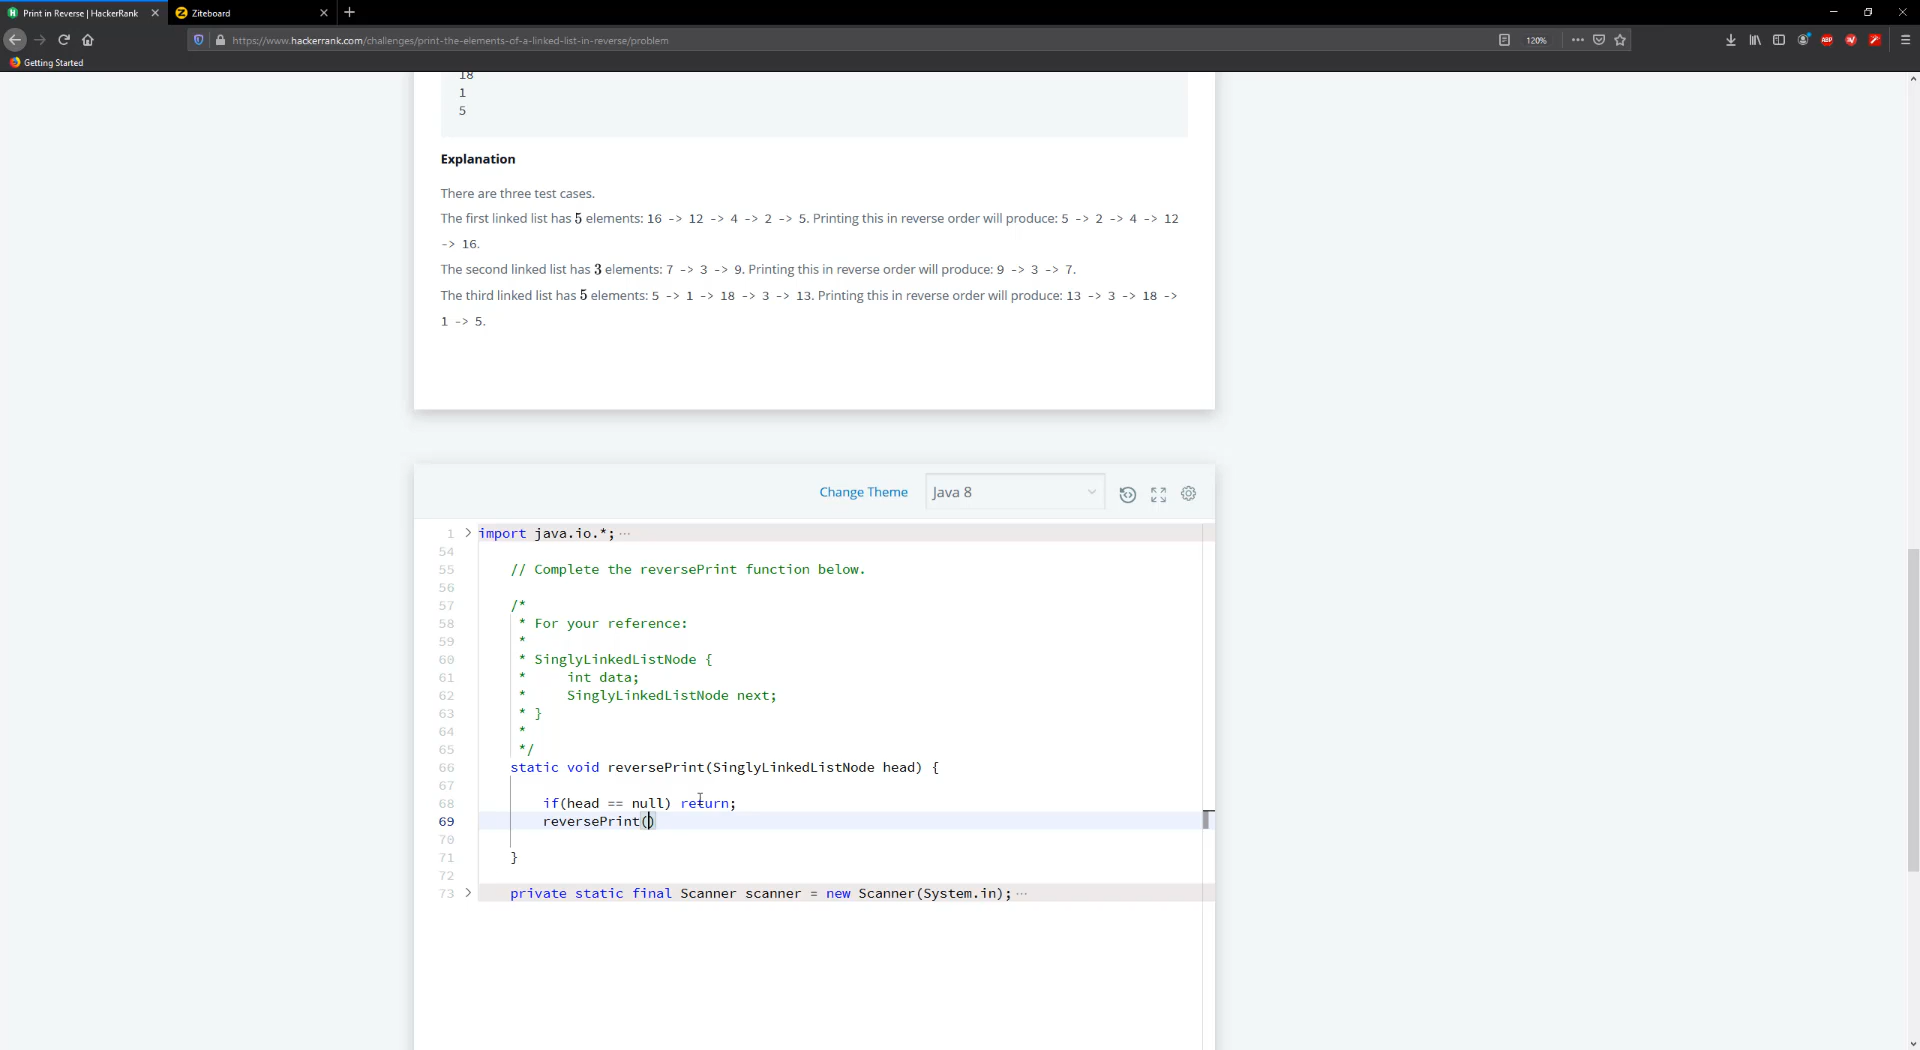 Print in Reverse | HackerRank
Ziteboard
https://www.hackerrank.com/challenges/print-the-elements-of-a-linked-list-in-reverse/problem
120%
ABP
Getting Started
18
1
5
Explanation
There are three test cases.
The first linked list has 5 elements: 16 -> 12 -> 4 -> 2 -> 5. Printing this in reverse order will produce: 5 -> 2 -> 4 -> 12
-> 16.
The second linked list has 3 elements: 7 -> 3 -> 9. Printing this in reverse order will produce: 9 -> 3 -> 7.
The third linked list has 5 elements: 5 -> 1 -> 18 -> 3 -> 13. Printing this in reverse order will produce: 13 -> 3 -> 18 ->
1 -> 5.
Change Theme
Java 8
1 import java.io.*; ...
54
55 // Complete the reversePrint function below.
56
57 /*
58 * For your reference:
59 *
60 * SinglyLinkedListNode {
61 * int data;
62 * SinglyLinkedListNode next;
63 * }
64 *
65 */
66 static void reversePrint(SinglyLinkedListNode head) {
67
68 if(head == null) return;
69 reversePrint()
70
71 }
72
73 private static final Scanner scanner = new Scanner(System.in); ...